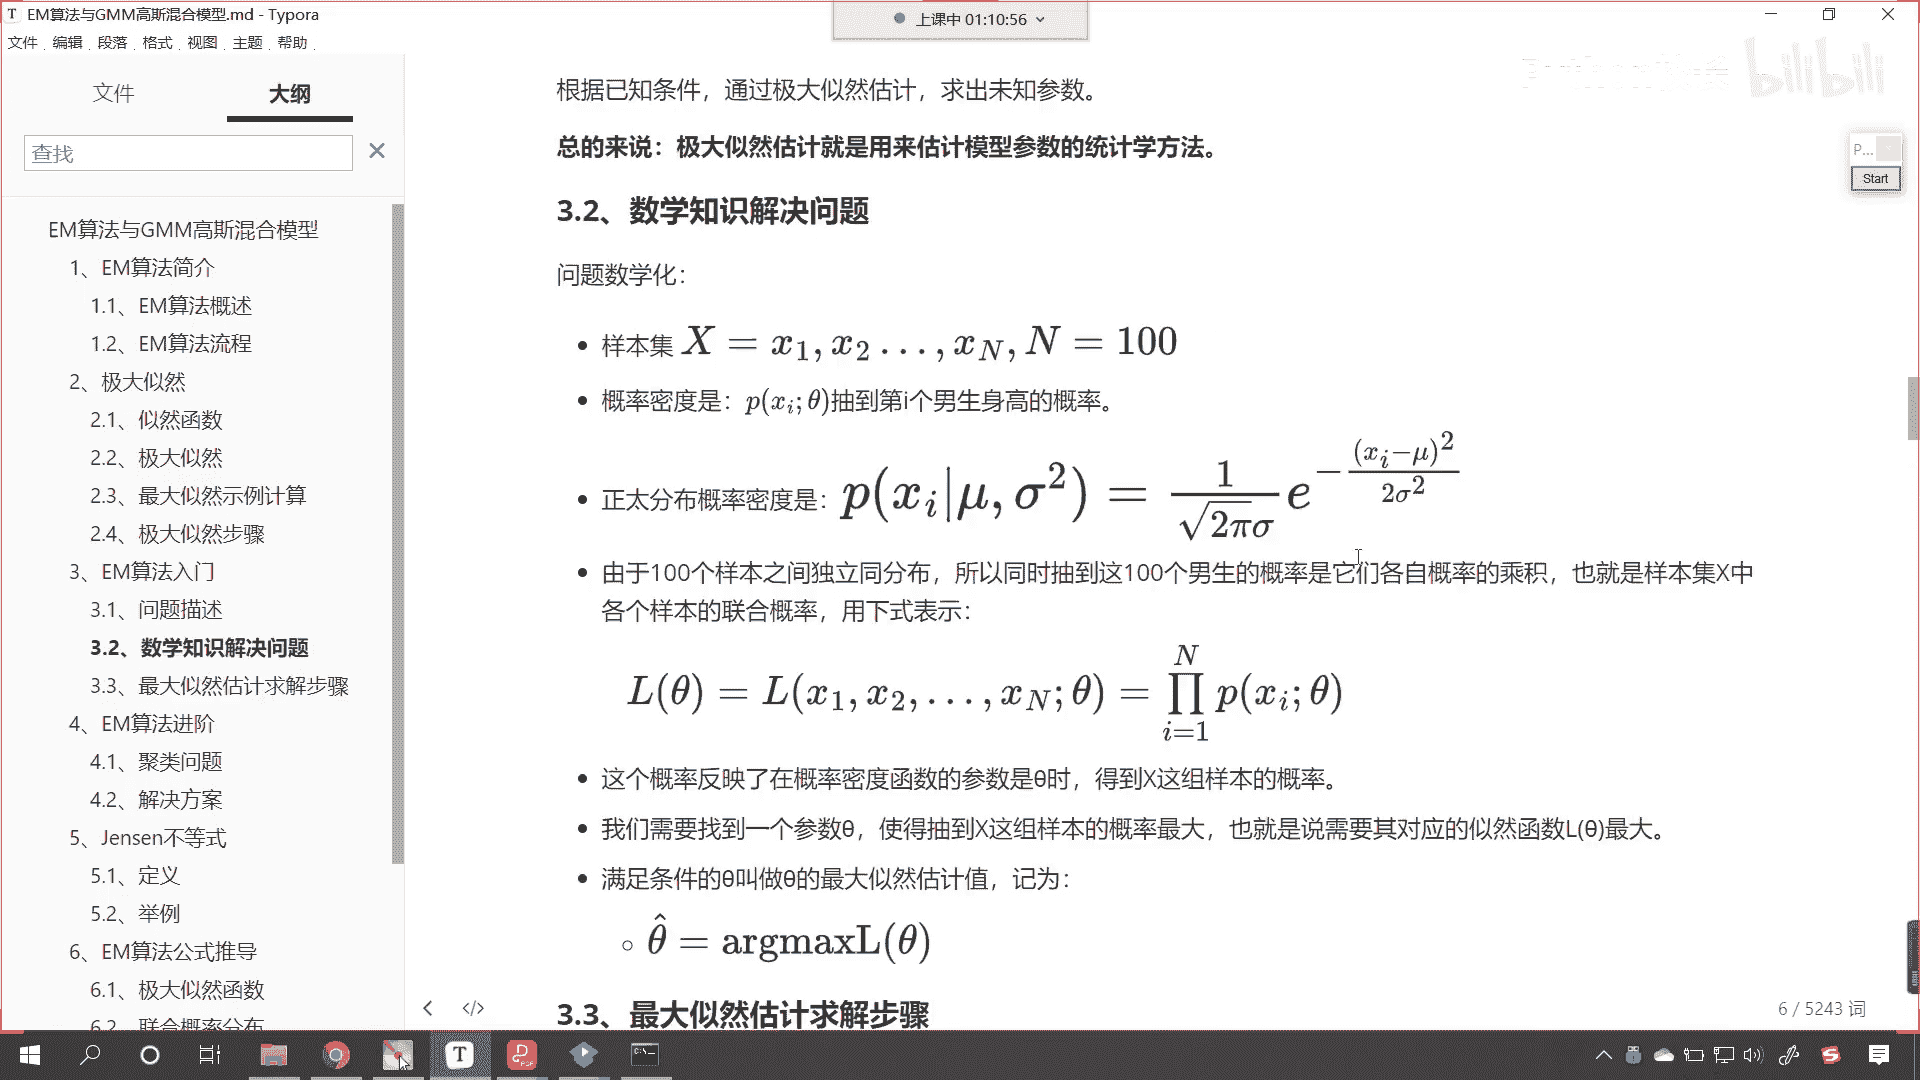 EM算法与GMM高斯混合模型.md - Typora
上课中 01:10:56
文件 编辑 段落 格式 视图 主题 帮助
bilibili
文件 大纲
查找
P...
Start
EM算法与GMM高斯混合模型
1、EM算法简介
1.1、EM算法概述
1.2、EM算法流程
2、极大似然
2.1、似然函数
2.2、极大似然
2.3、最大似然示例计算
2.4、极大似然步骤
3、EM算法入门
3.1、问题描述
3.2、数学知识解决问题
3.3、最大似然估计求解步骤
4、EM算法进阶
4.1、聚类问题
4.2、解决方案
5、Jensen不等式
5.1、定义
5.2、举例
6、EM算法公式推导
6.1、极大似然函数
6.2、联合概率分布
根据已知条件，通过极大似然估计，求出未知参数。
总的来说：极大似然估计就是用来估计模型参数的统计学方法。
3.2、数学知识解决问题
问题数学化：
样本集 X = x_1, x_2 ..., x_N, N = 100
概率密度是：p(x_i; θ)抽到第i个男生身高的概率。
正太分布概率密度是：p(x_i|μ, σ^2) = \frac{1}{\sqrt{2π}σ} e^{-\frac{(x_i-μ)^2}{2σ^2}}
由于100个样本之间独立同分布，所以同时抽到这100个男生的概率是它们各自概率的乘积，也就是样本集X中
各个样本的联合概率，用下式表示：
L(θ) = L(x_1, x_2, ..., x_N; θ) = \prod_{i=1}^{N} p(x_i; θ)
这个概率反映了在概率密度函数的参数是θ时，得到X这组样本的概率。
我们需要找到一个参数θ，使得抽到X这组样本的概率最大，也就是说需要其对应的似然函数L(θ)最大。
满足条件的θ叫做θ的最大似然估计值，记为：
\hat{θ} = argmaxL(θ)
3.3、最大似然估计求解步骤
6 / 5243 词